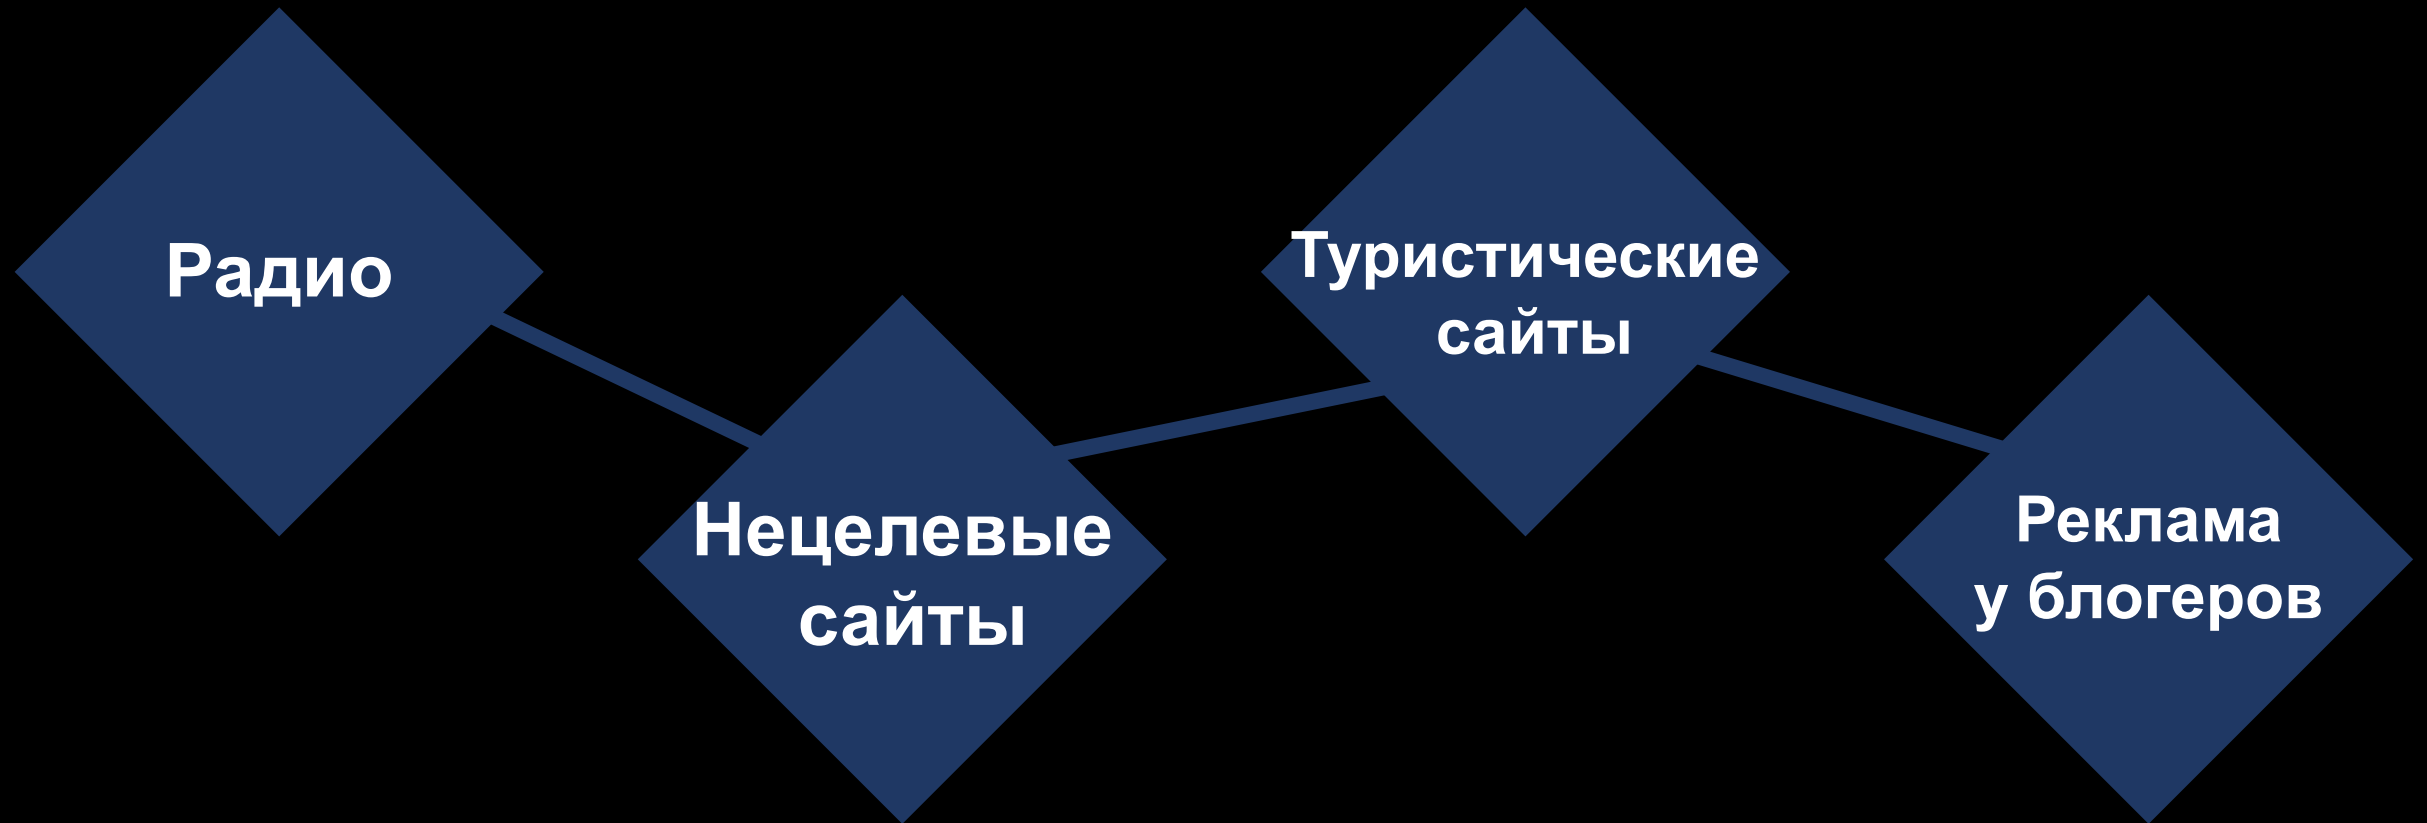 Радио
Нецелевые
сайты
Туристические
сайты
Реклама
у блогеров